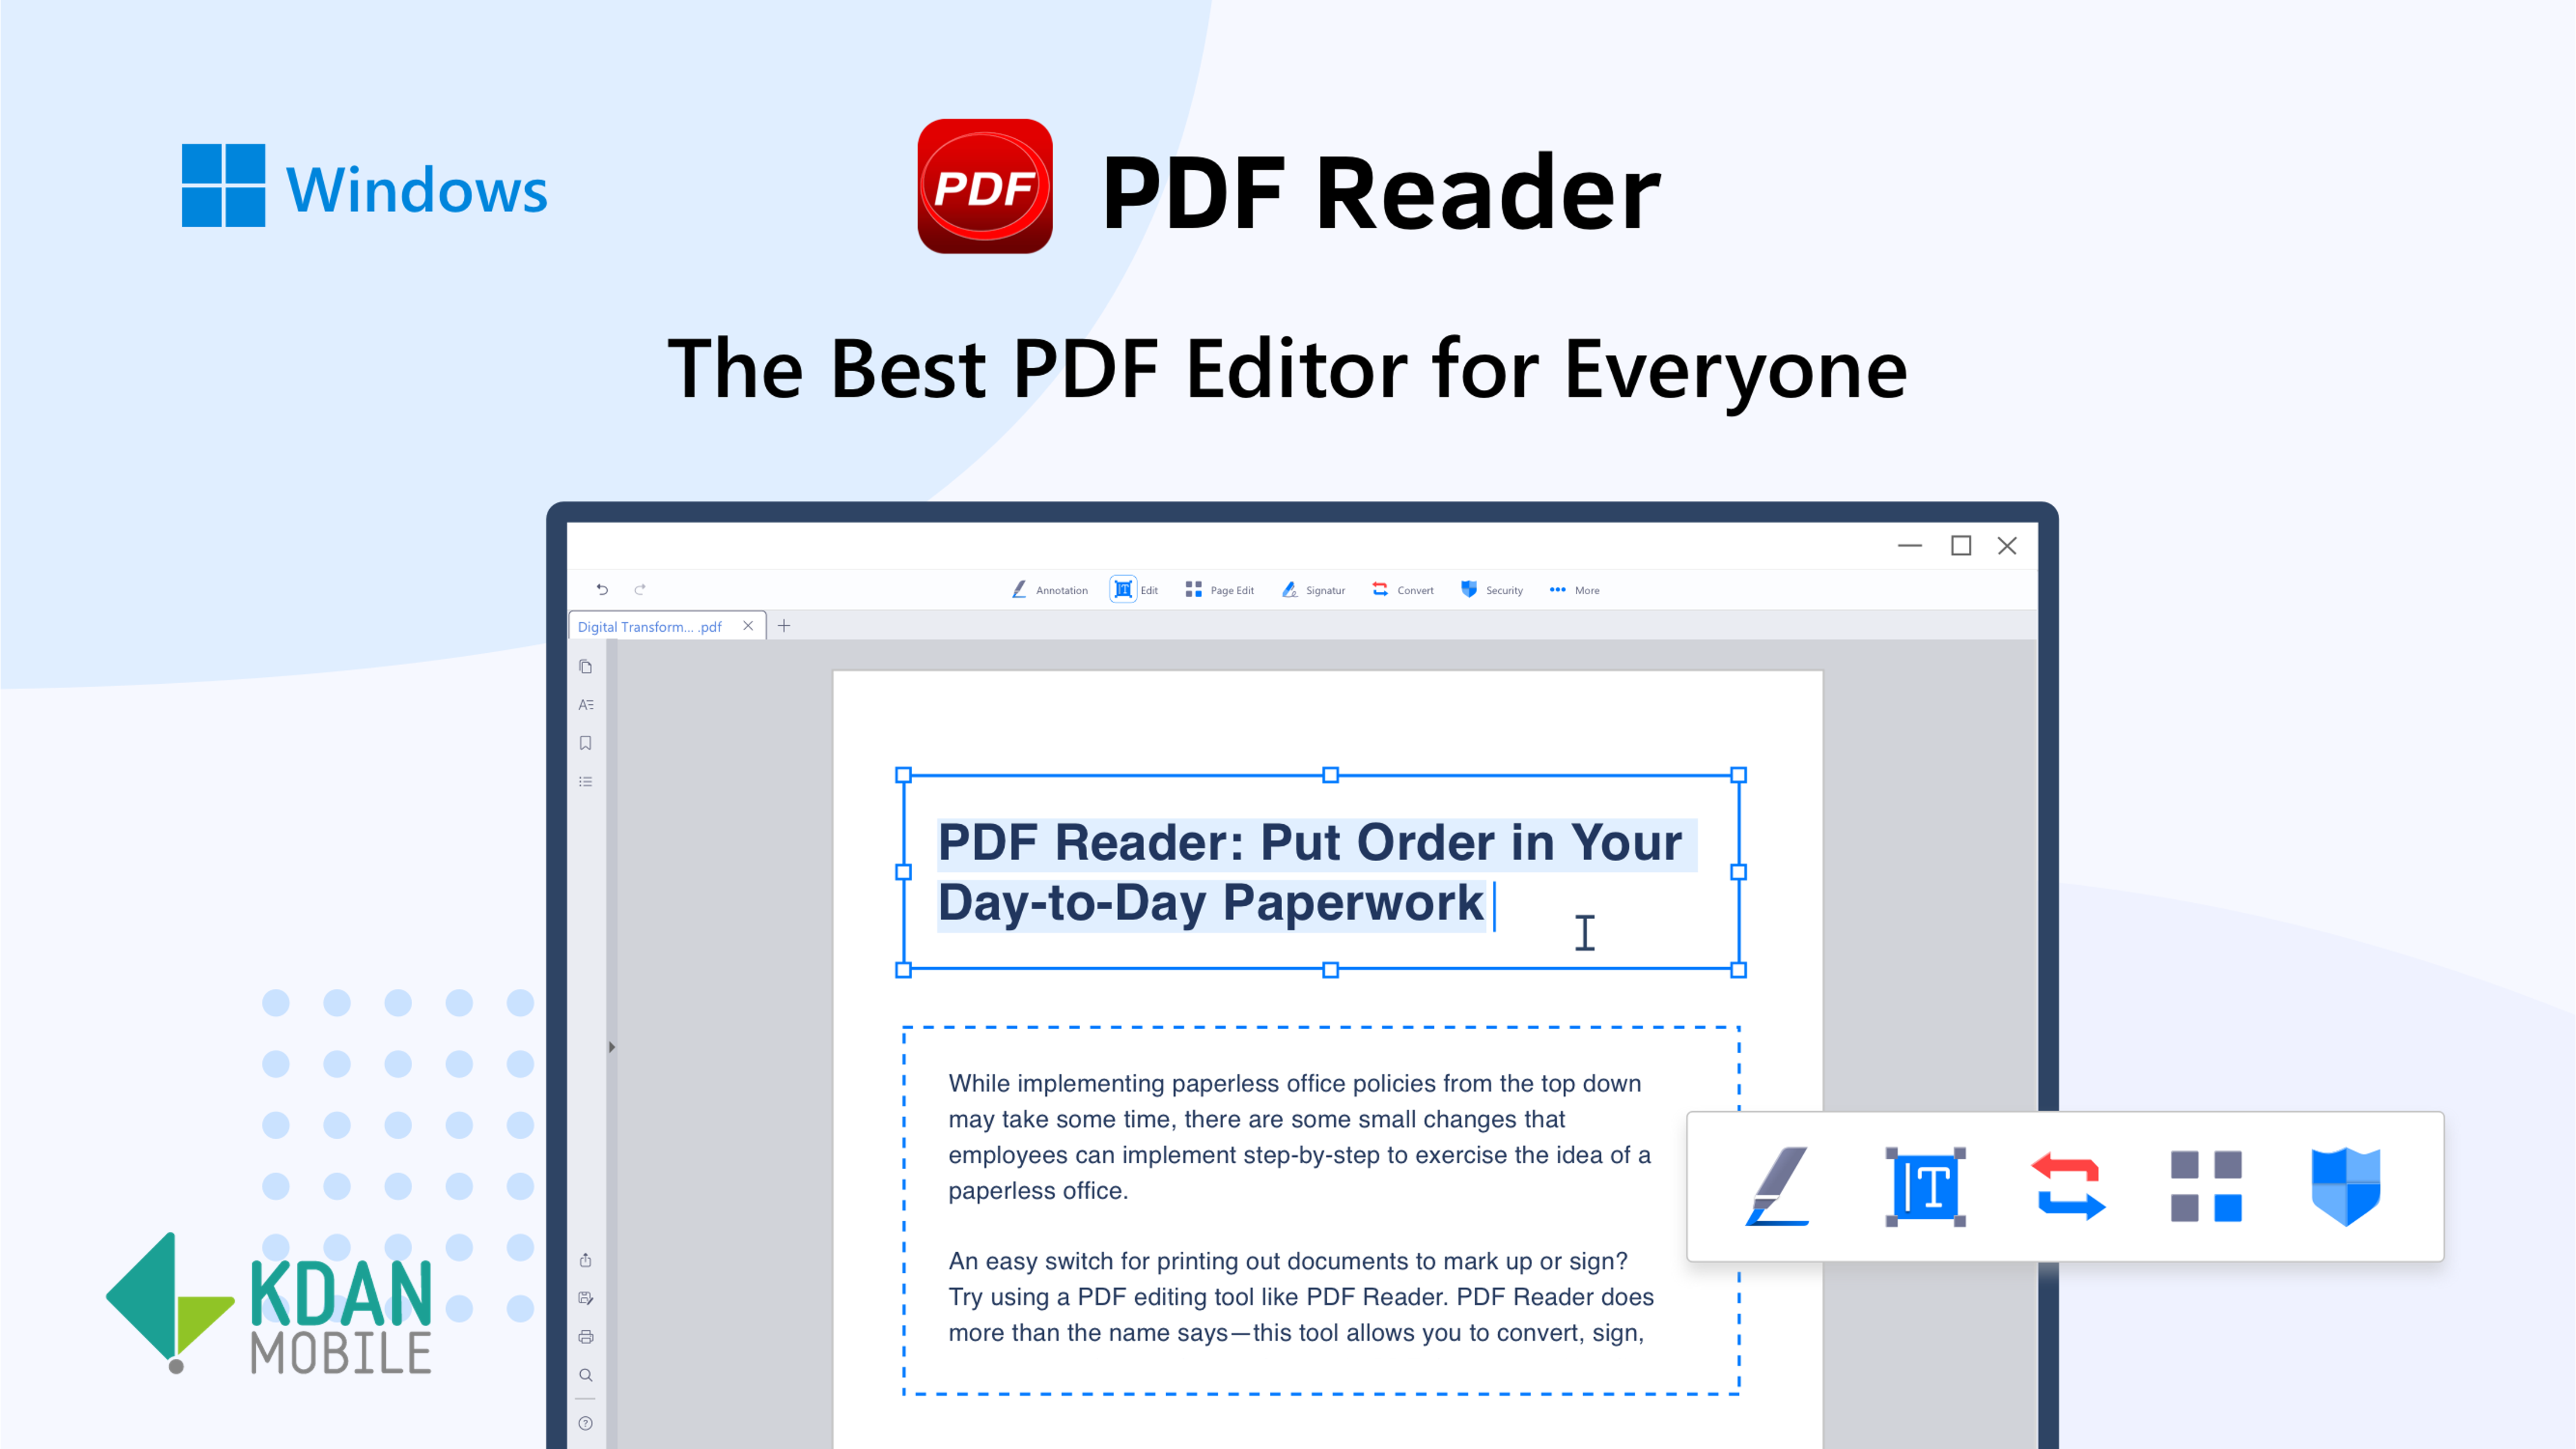 Windows
PDF
PDF Reader
The Best PDF Editor for Everyone
Annotation
T
Edit
Page Edit
Signatur
Convert
Security
More
Digital Transform... .pdf
A
PDF Reader: Put Order in Your
Day-to-Day Paperwork
While implementing paperless office policies from the top down
may take some time, there are some small changes that
employees can implement step-by-step to exercise the idea of a
paperless office.
An easy switch for printing out documents to mark up or sign?
Try using a PDF editing tool like PDF Reader. PDF Reader does
more than the name says—this tool allows you to convert, sign,
T
KDAN
MOBILE
?